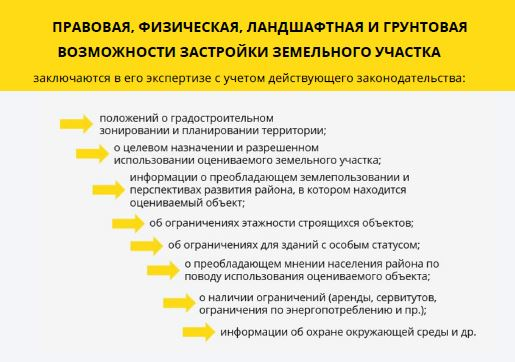 ПРАВОВАЯ, ФИЗИЧЕСКАЯ, ЛАНДШАФТНАЯ И ГРУНТОВАЯ
ВОЗМОЖНОСТИ ЗАСТРОЙКИ ЗЕМЕЛЬНОГО УЧАСТКА
заключаются в его экспертизе с учетом действующего законодательства:
положений о градостроительном
зонировании и планировании территории;
о целевом назначении и разрешенном
использовании оцениваемого земельного участка;
информации о преобладающем землепользовании и
перспективах развития района, в котором находится
оцениваемый объект;
об ограничениях этажности строящихся объектов;
об ограничениях для зданий с особым статусом;
о преобладающем мнении населения района по
поводу использования оцениваемого объекта;
о наличии ограничений (аренды, сервитутов,
ограничения по энергопотреблению и пр.);
информации об охране окружающей среды и др.